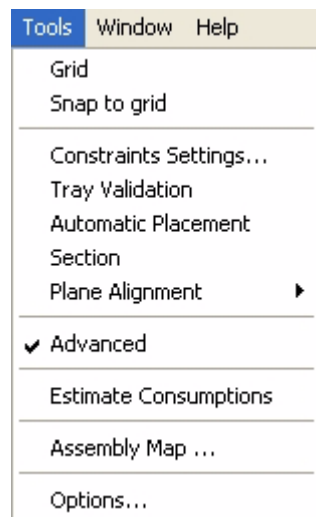 Tools Window Help
Grid
Snap to grid
Constraints Settings...
Tray Validation
Automatic Placement
Section
Plane Alignment
Advanced
Estimate Consumptions
Assembly Map ...
Options...